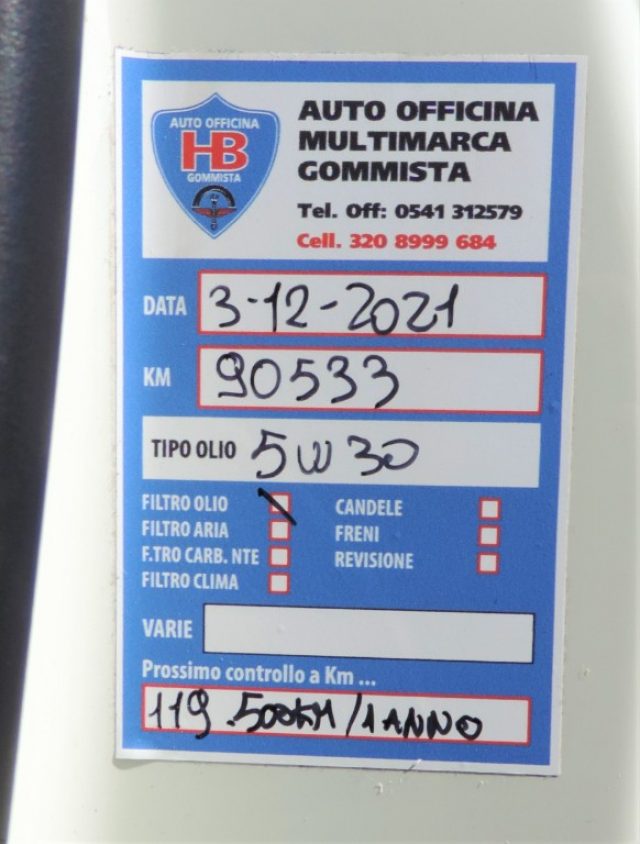 AUTO OFFICINA
HB
GOMMISTA
AUTO OFFICINA
MULTIMARCA
GOMMISTA
Tel. Off: 0541 312579
Cell. 320 8999 684
DATA 3-12-2021
KM 90533
TIPO OLIO 5W30
FILTRO OLIO
FILTRO ARIA
F.TRO CARB. NTE
FILTRO CLIMA
CANDELE
FRENI
REVISIONE
VARIE
Prossimo controllo a Km ...
119.500KM/1ANNO